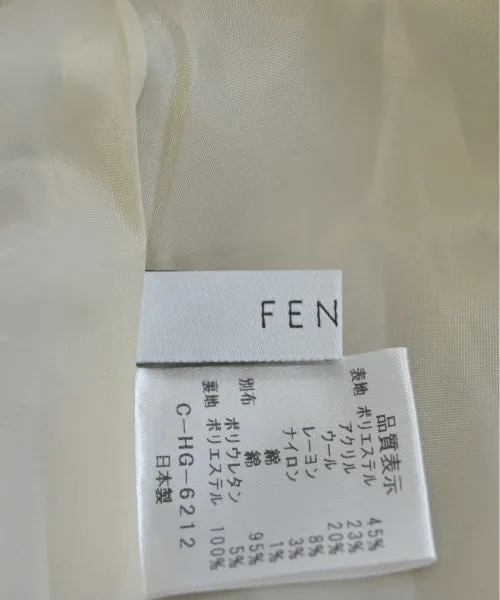 FEN
品質表示
表地 ポリエステル 45%
アクリル 23%
ウール 20%
レーヨン 8%
ナイロン 3%
綿 1%
別布 綿 95%
ポリウレタン 5%
裏地 ポリエステル 100%
C-HG-6212
日本製